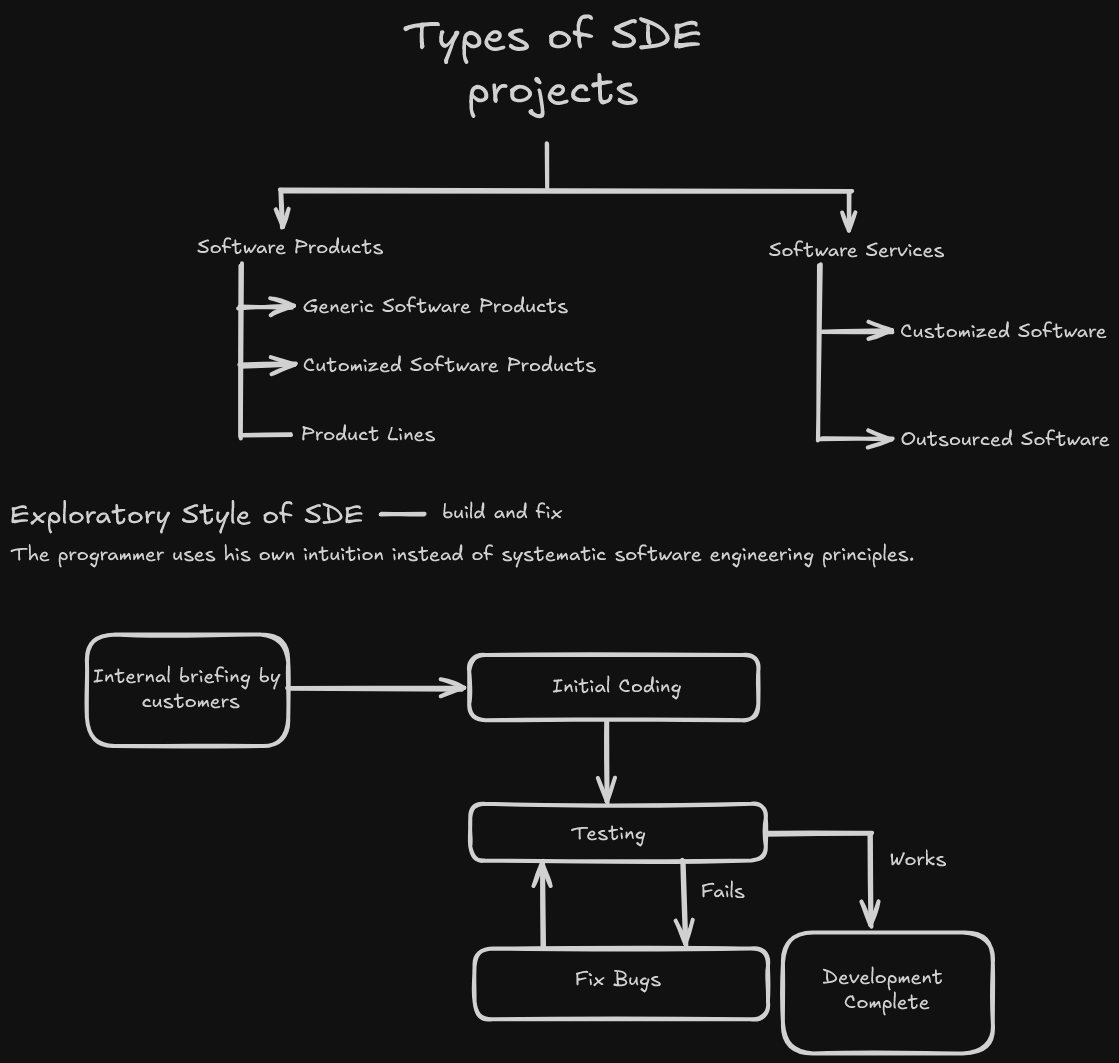 Types of SDE
projects
Software Products
Software Services
Generic Software Products
Customized Software
Cutomized Software Products
Product Lines
Outsourced Software
Exploratory Style of SDE build and fix
The programmer uses his own intuition instead of systematic software engineering principles.
Internal briefing by
customers
Initial Coding
Testing
Works
Fails
Fix Bugs
Development
Complete